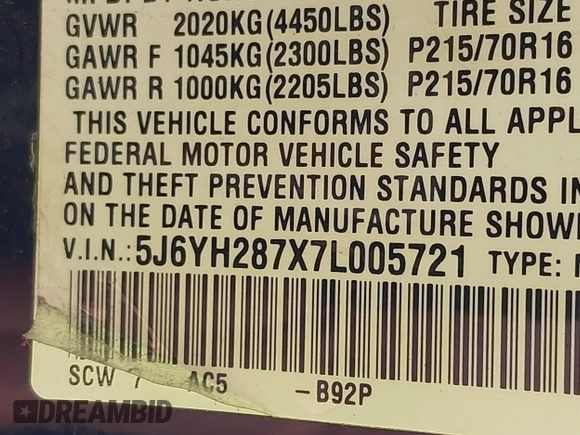 GVWR 2020KG(4450LBS) TIRE SIZE
GAWR F 1045KG(2300LBS) P215/70R16
GAWR R 1000KG(2205LBS) P215/70R16
THIS VEHICLE CONFORMS TO ALL APPL
FEDERAL MOTOR VEHICLE SAFETY
AND THEFT PREVENTION STANDARDS IN
ON THE DATE OF MANUFACTURE SHOW
V.I.N.:5J6YH287X7L005721 TYPE:
SCW 7 AC5 -B92P
DREAMBID